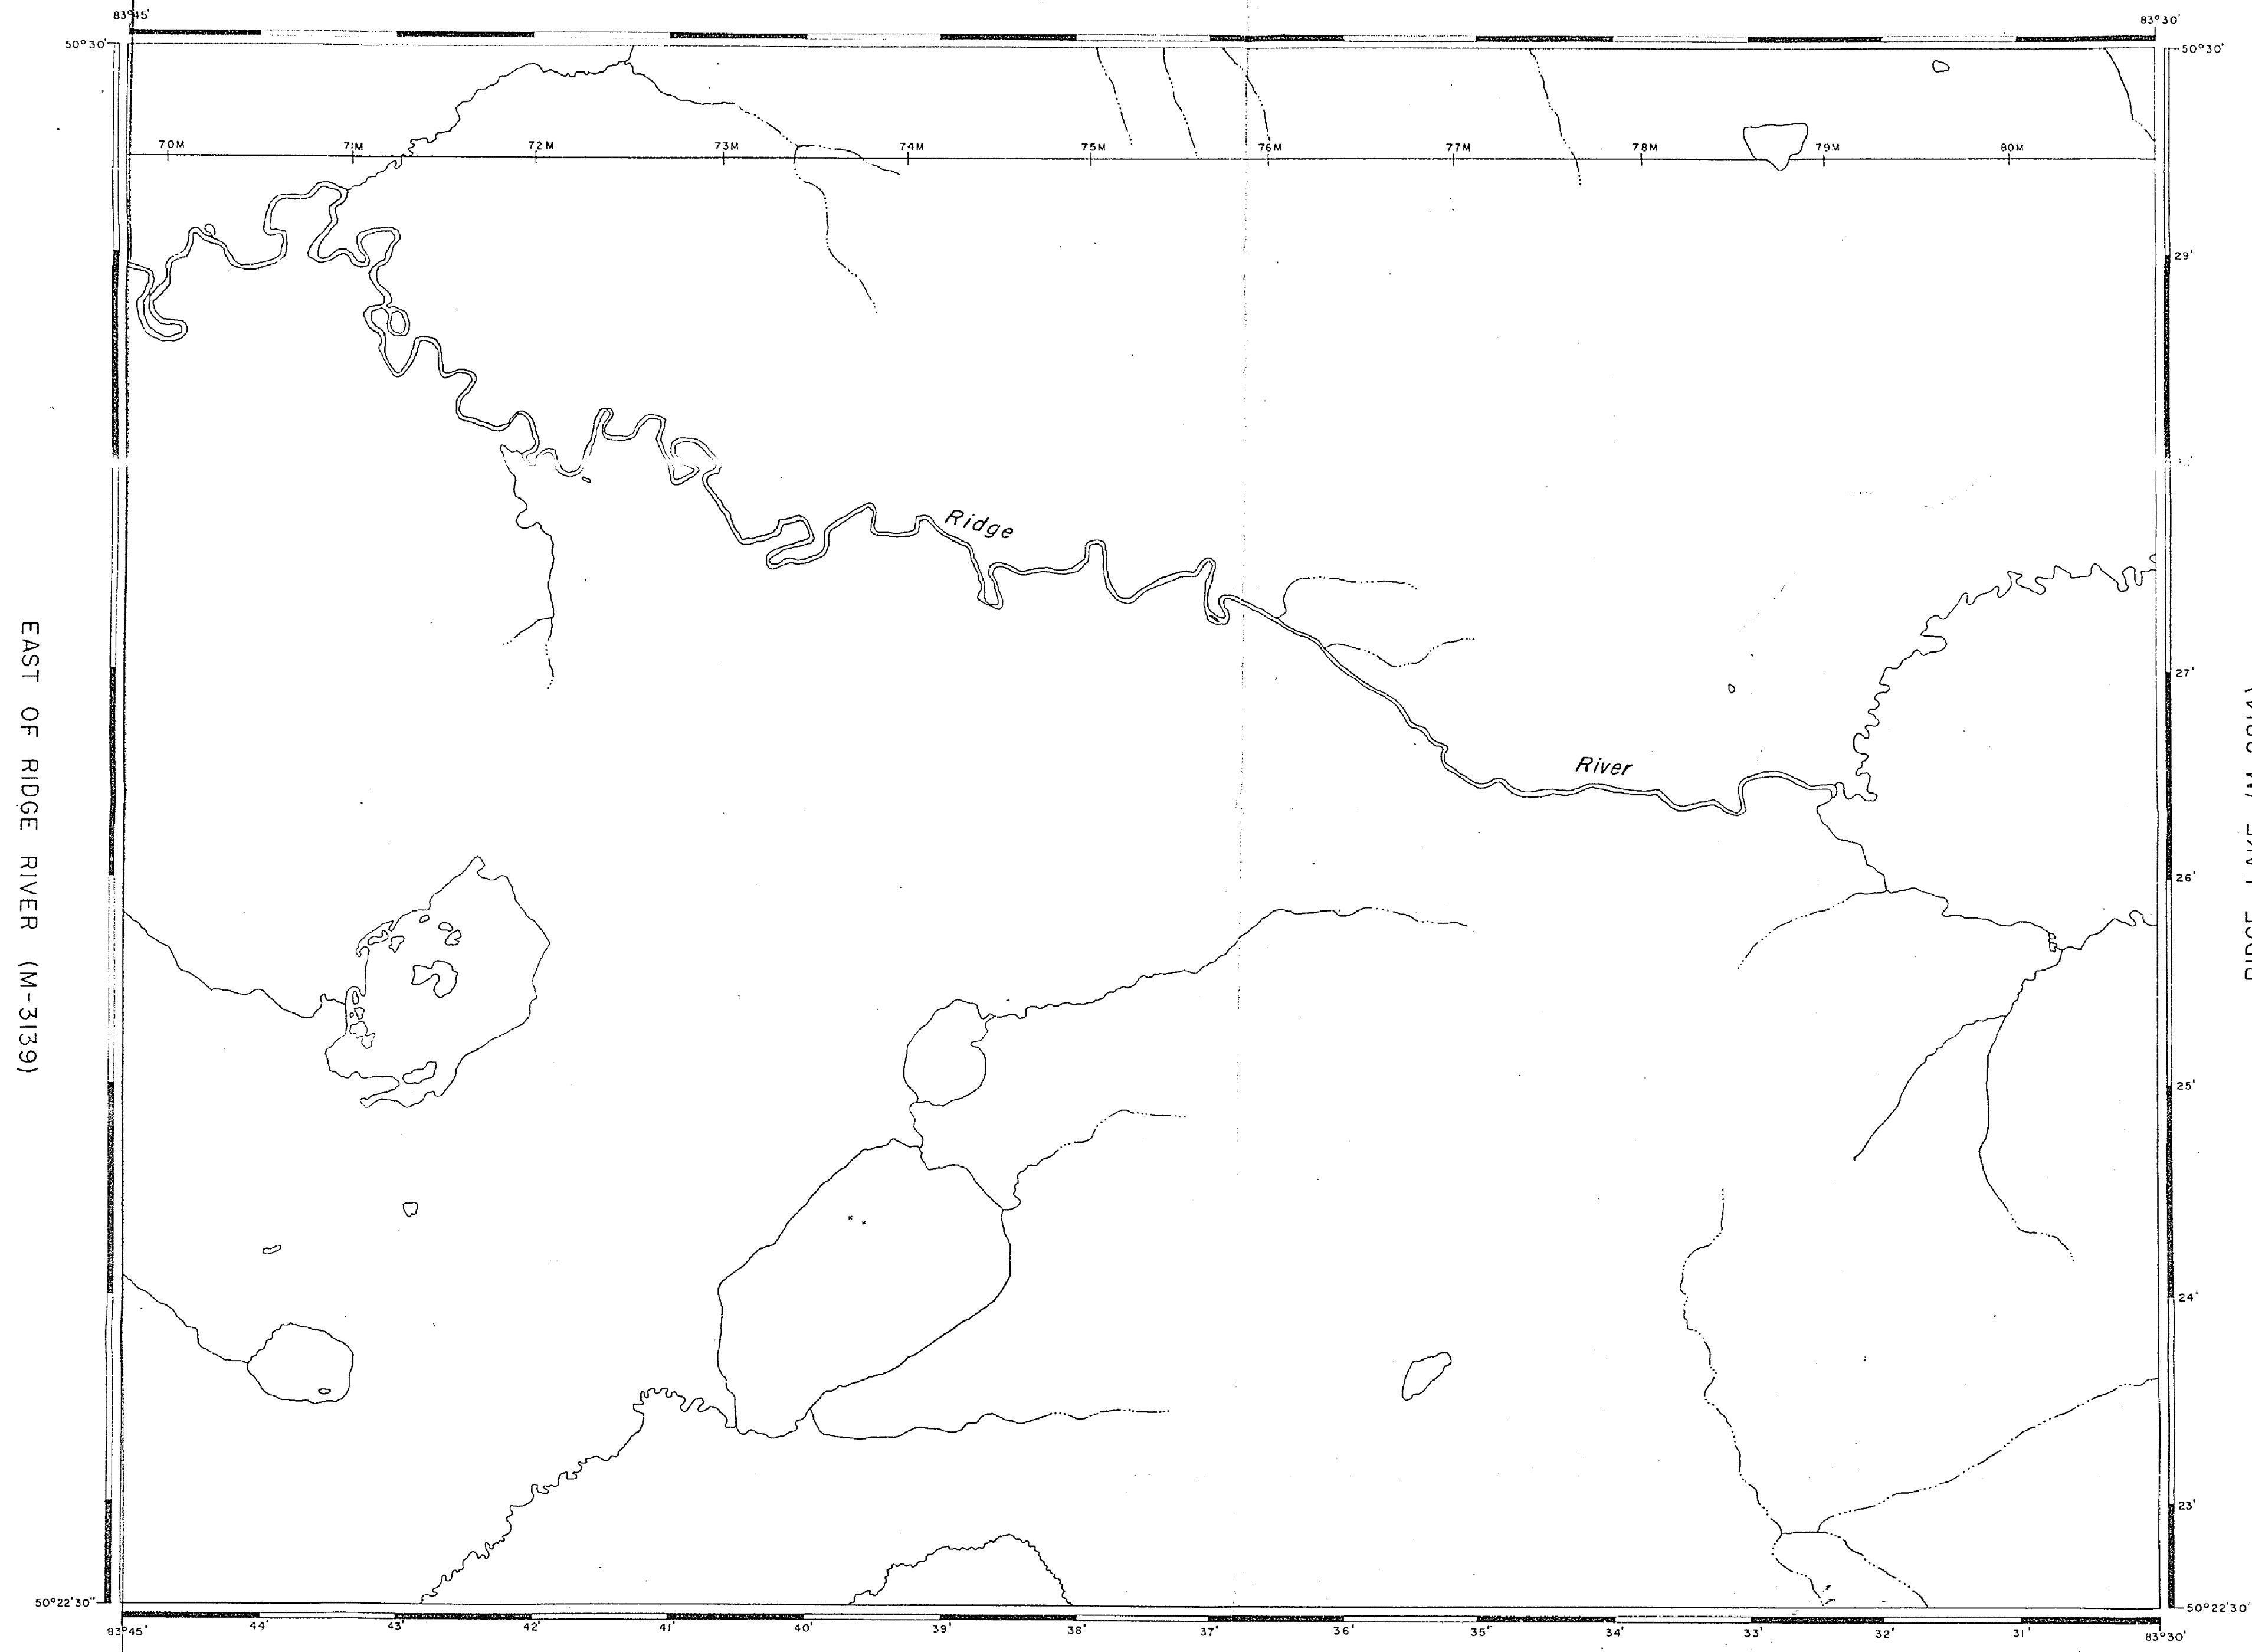 83°45'
83°30'
50°30'
50°30'
70M
71M
72M
73M
74M
75M
76M
77M
78M
79M
80M
29'
Ridge
27'
River
26'
25'
24'
23'
EAST OF RIDGE RIVER (M-3139)
50°22'30"
50°22'30"
83°45'
44'
43'
42'
41'
40'
39'
38'
37'
36'
35'
34'
33'
32'
31'
83°30'